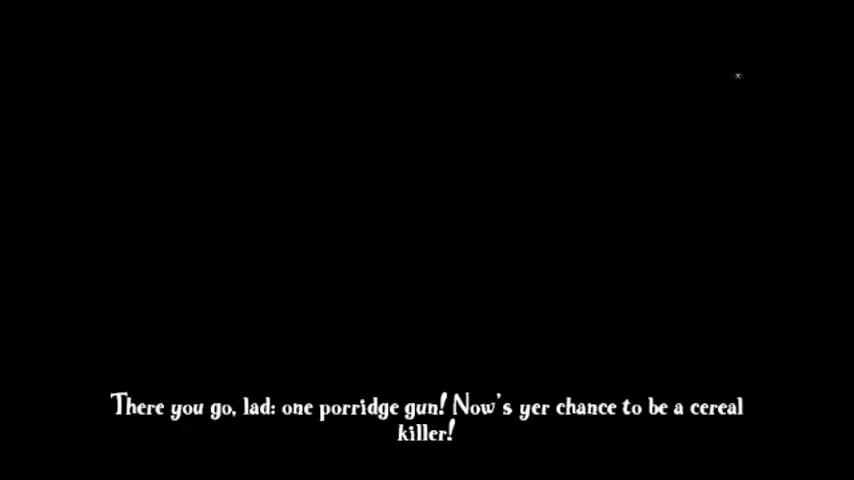 There you go, lad: one porridge gun! Now's yer chance to be a cereal
killer!